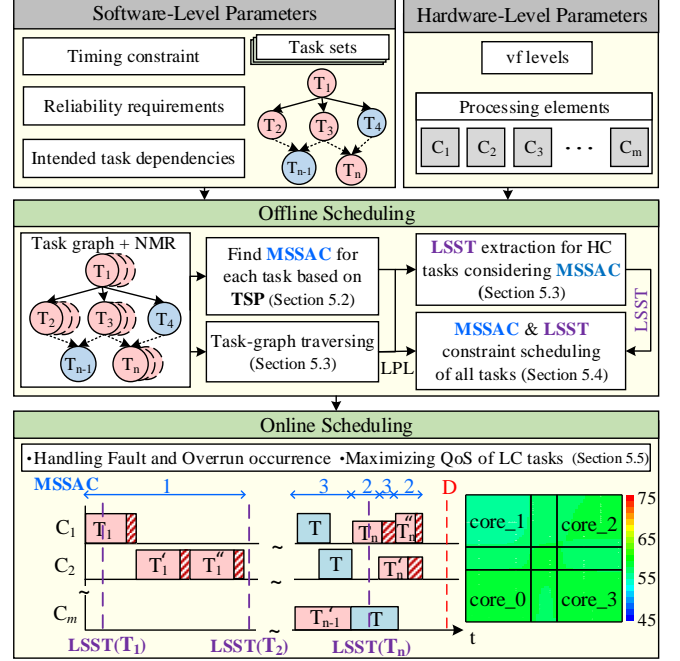 Software-Level Parameters
Hardware-Level Parameters
Timing constraint
Reliability requirements
Intended task dependencies
Task sets
T1
T2
T3
T4
Tn-1
Tn
vf levels
Processing elements
C1 C2 C3 ··· Cm
Offline Scheduling
Task graph + NMR
T1
T2
T3
T4
Tn-1
Tn
Find MSSAC for
each task based on
TSP (Section 5.2)
Task-graph traversing
(Section 5.3)
LPL
LSST extraction for HC
tasks considering MSSAC
(Section 5.3)
LSST
MSSAC & LSST
constraint scheduling
of all tasks (Section 5.4)
Online Scheduling
•Handling Fault and Overrun occurrence •Maximizing QoS of LC tasks (Section 5.5)
MSSAC
1
3 2 3 2
D
C1
T1
T
Tn
T''n
C2
T'1
T''1
T
T'n
~ ~
Cm
T'n-1
T
~ ~
t
LSST(T1)
LSST(T2)
LSST(Tn)
core_1
core_2
core_0
core_3
75
65
55
45